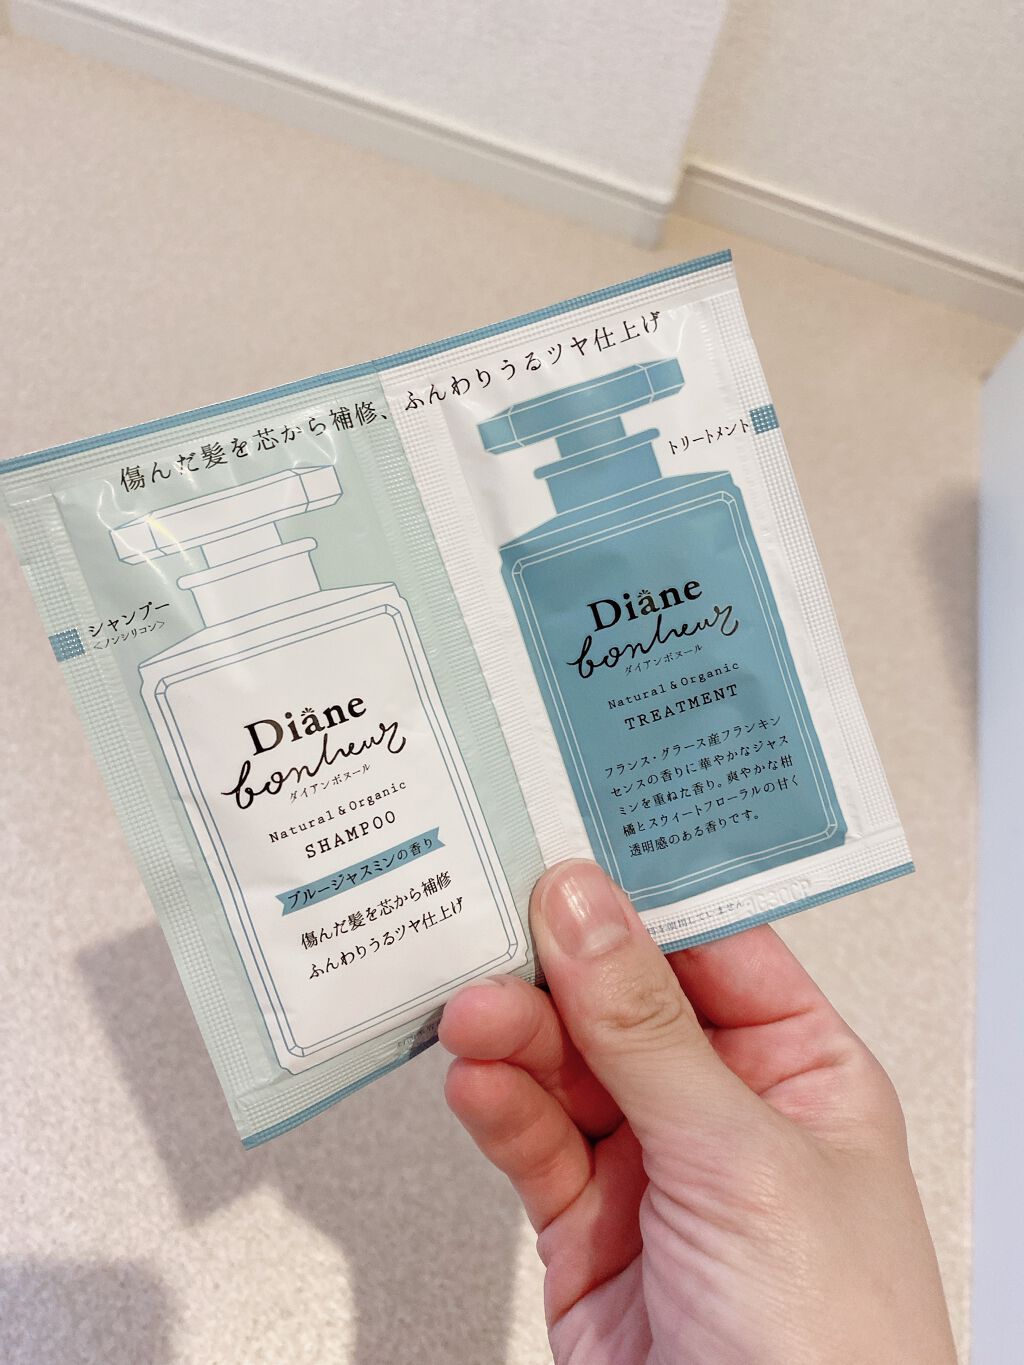 傷んだ髪を芯から補修、ふんわりうるツヤ仕上げ
シャンプー
<ノンシリコン>
Diane
bonheur
ダイアンボヌール
Natural & Organic
SHAMPOO
ブルージャスミンの香り
傷んだ髪を芯から補修
ふんわりうるツヤ仕上げ
トリートメント
Diane
bonheur
ダイアンボヌール
Natural & Organic
TREATMENT
フランス・グラース産フランキン
センスの香りに華やかなジャス
ミンを重ねた香り。爽やかな柑
橘とスウィートフローラルの甘く
透明感のある香りです。
していません。